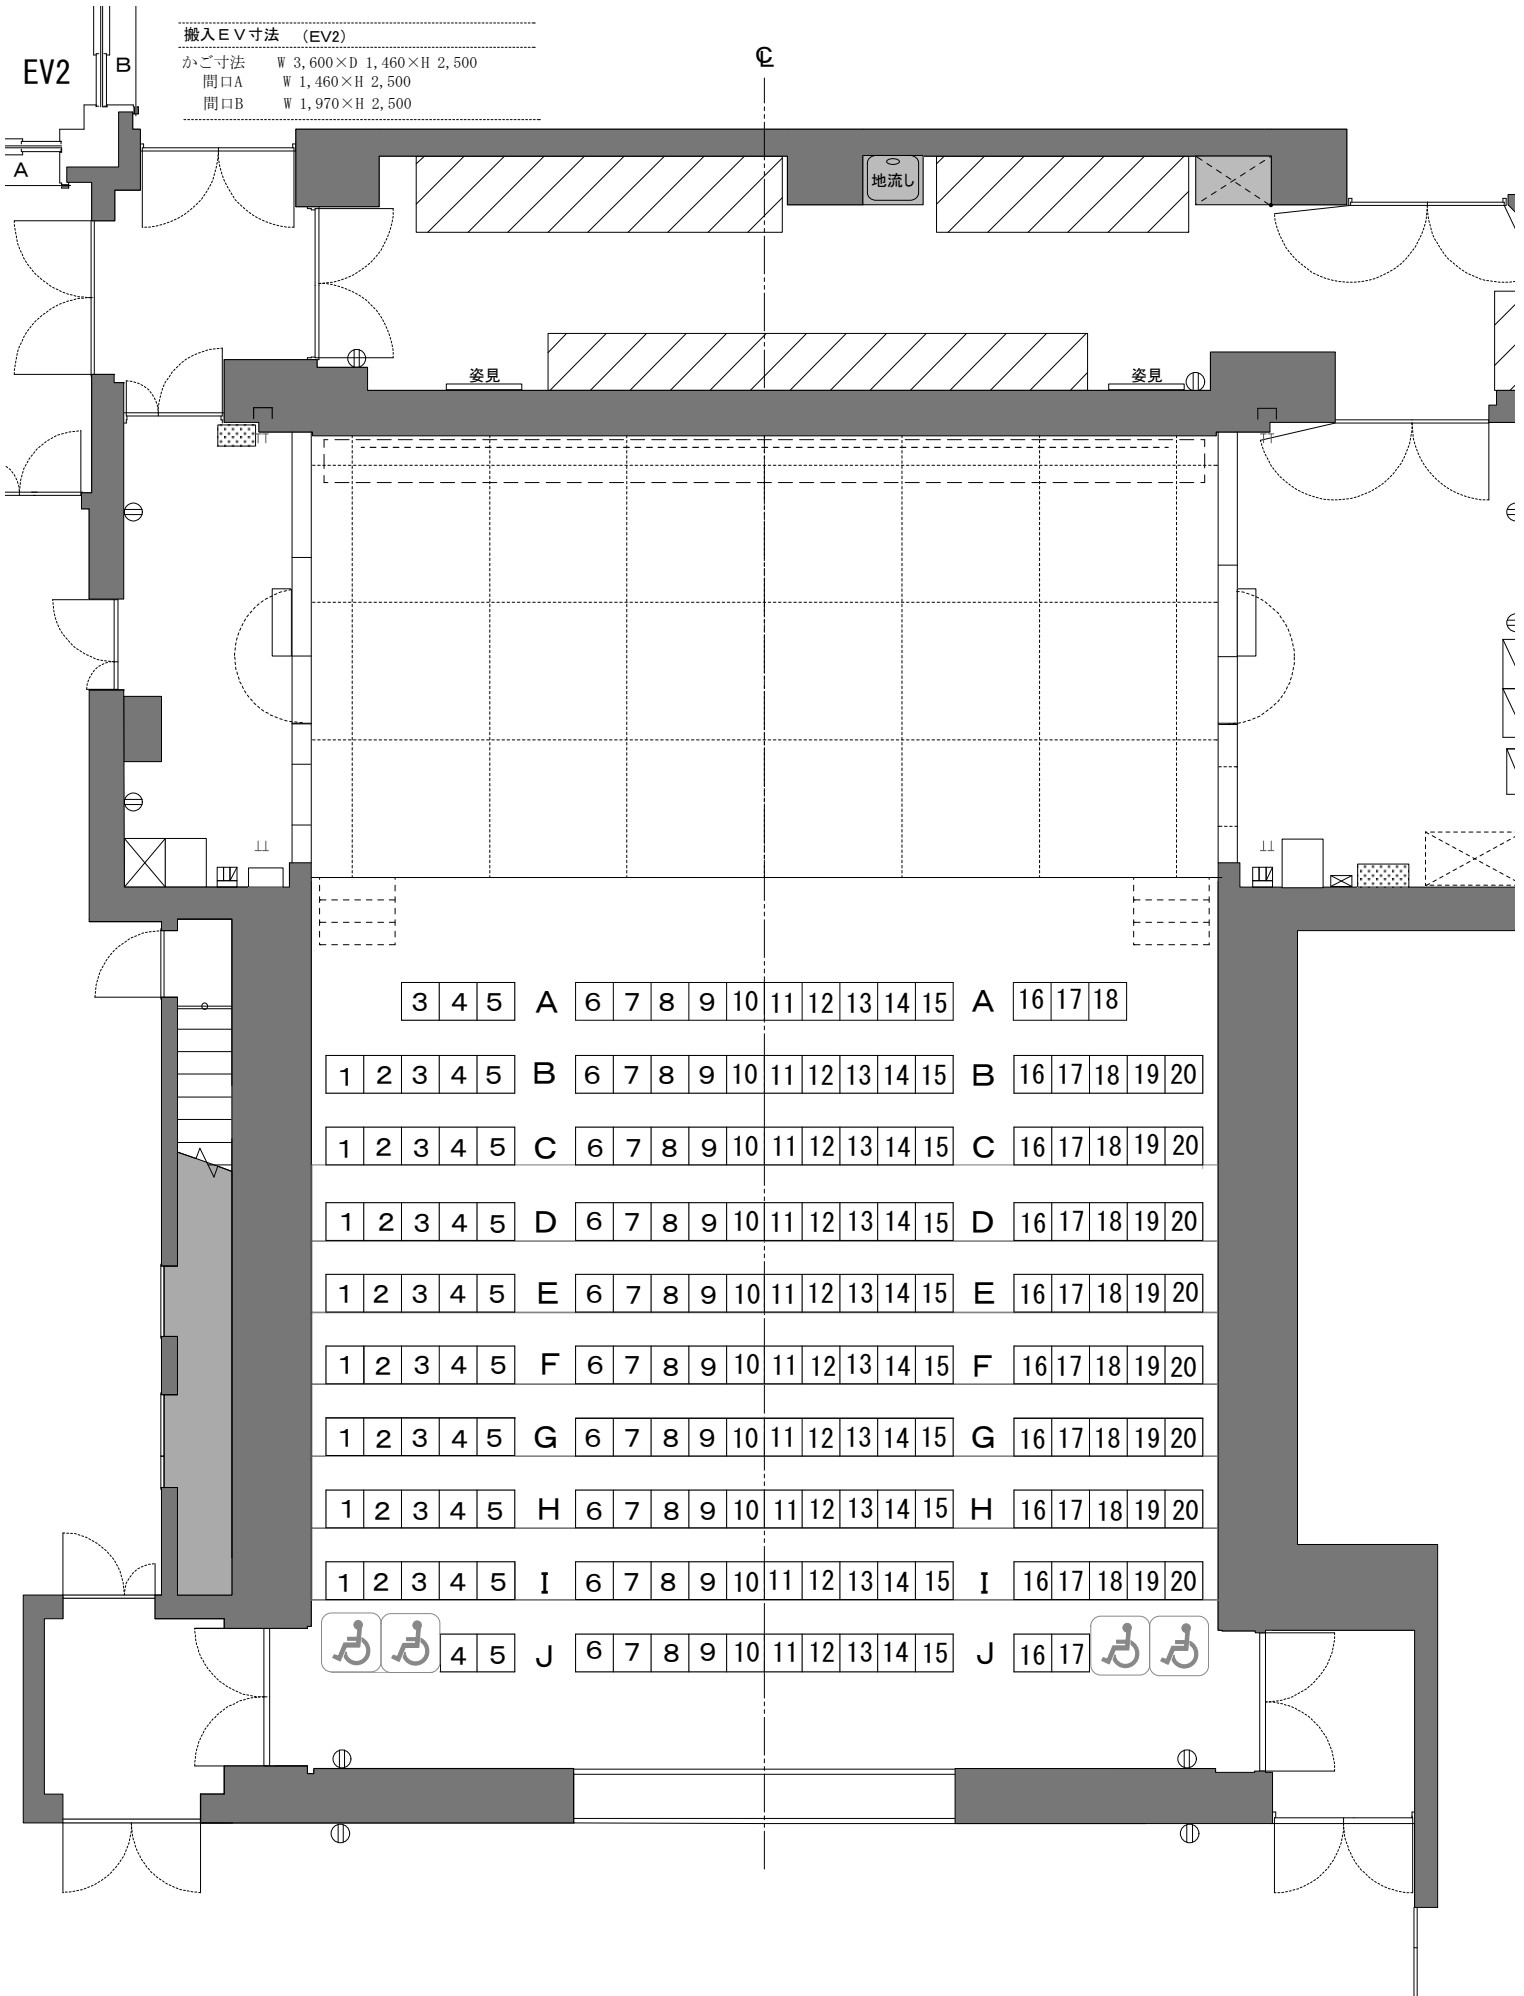 搬入ＥＶ寸法 (EV2)
かご寸法 W 3,600×D 1,460×H 2,500
間口A W 1,460×H 2,500
間口B W 1,970×H 2,500
EV2
B
A
℄
地流し
姿見 姿見
3 4 5 A 6 7 8 9 10 11 12 13 14 15 A 16 17 18
1 2 3 4 5 B 6 7 8 9 10 11 12 13 14 15 B 16 17 18 19 20
1 2 3 4 5 C 6 7 8 9 10 11 12 13 14 15 C 16 17 18 19 20
1 2 3 4 5 D 6 7 8 9 10 11 12 13 14 15 D 16 17 18 19 20
1 2 3 4 5 E 6 7 8 9 10 11 12 13 14 15 E 16 17 18 19 20
1 2 3 4 5 F 6 7 8 9 10 11 12 13 14 15 F 16 17 18 19 20
1 2 3 4 5 G 6 7 8 9 10 11 12 13 14 15 G 16 17 18 19 20
1 2 3 4 5 H 6 7 8 9 10 11 12 13 14 15 H 16 17 18 19 20
1 2 3 4 5 I 6 7 8 9 10 11 12 13 14 15 I 16 17 18 19 20
4 5 J 6 7 8 9 10 11 12 13 14 15 J 16 17